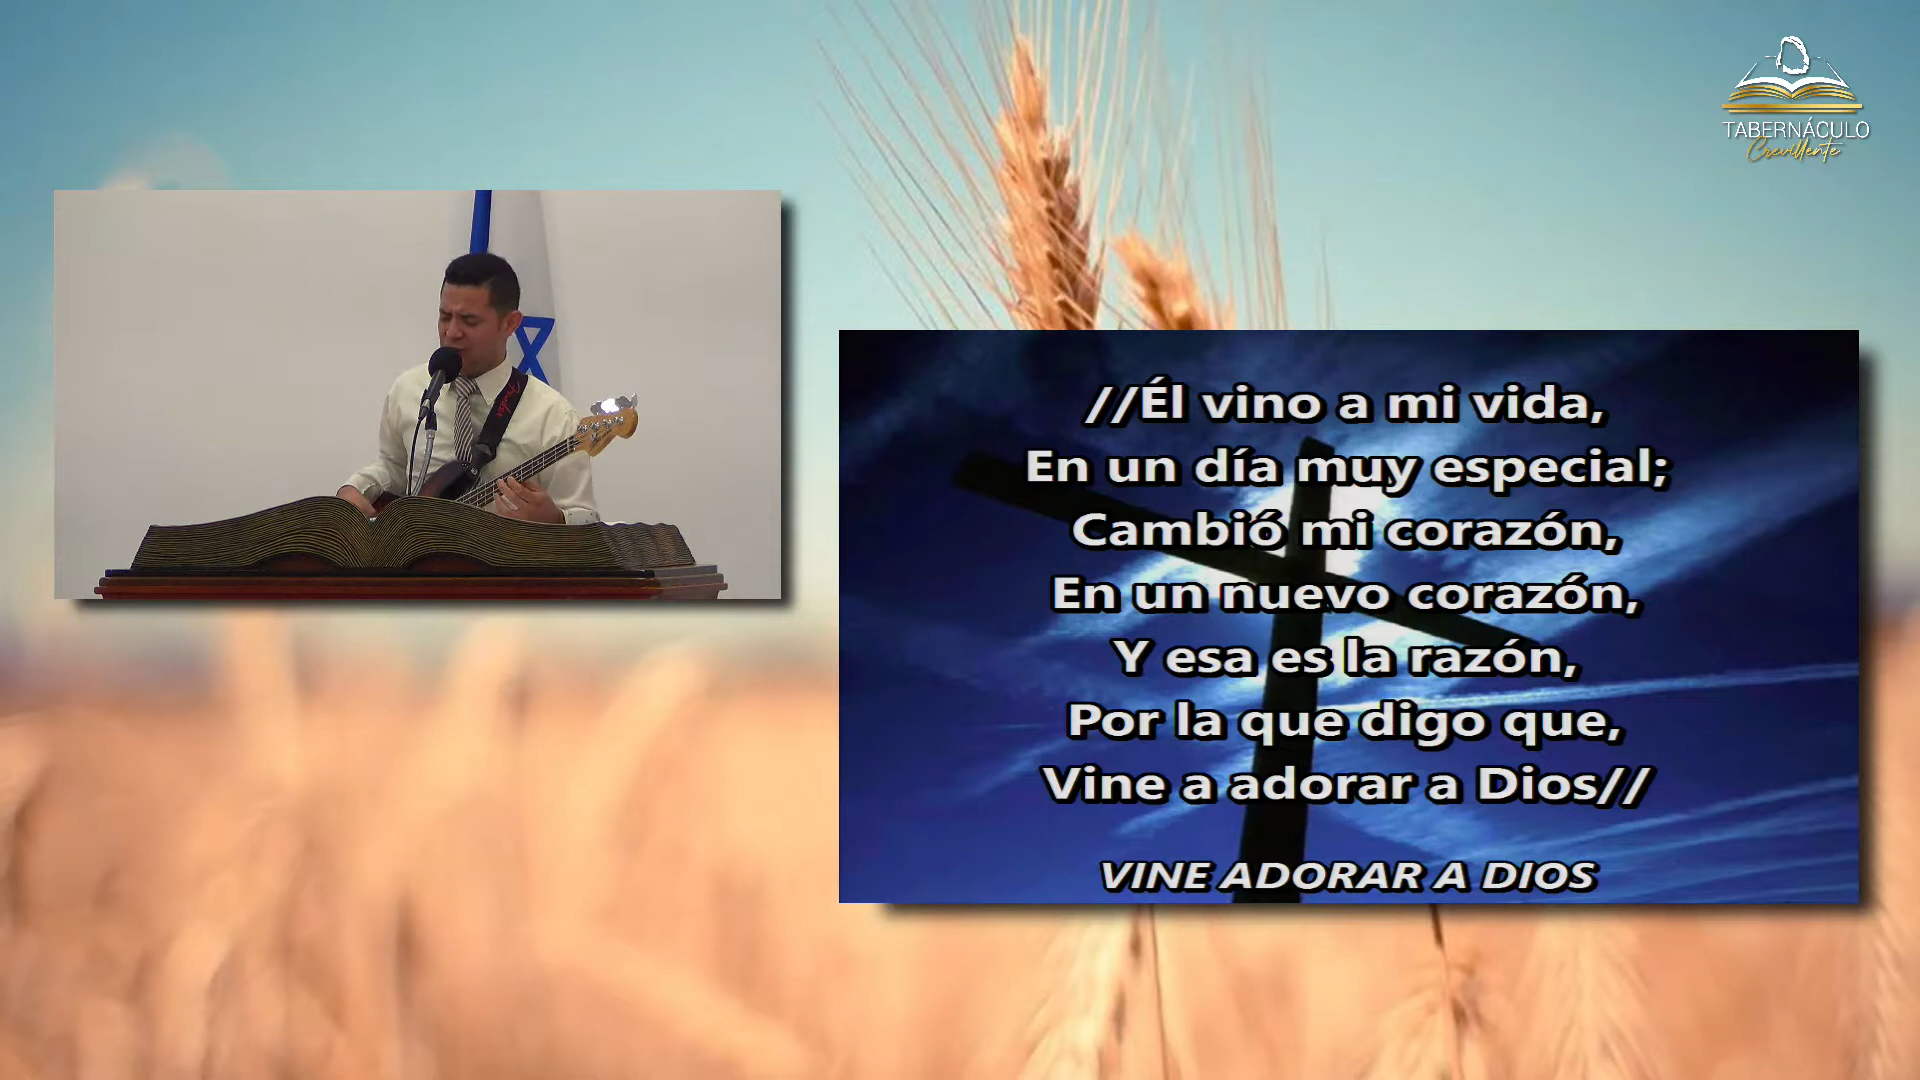 TABERNÁCULO
Crevillente
//Él vino a mi vida,
En un día muy especial;
Cambió mi corazón,
En un nuevo corazón,
Y esa es la razón,
Por la que digo que,
Vine a adorar a Dios//
VINE ADORAR A DIOS
Fender